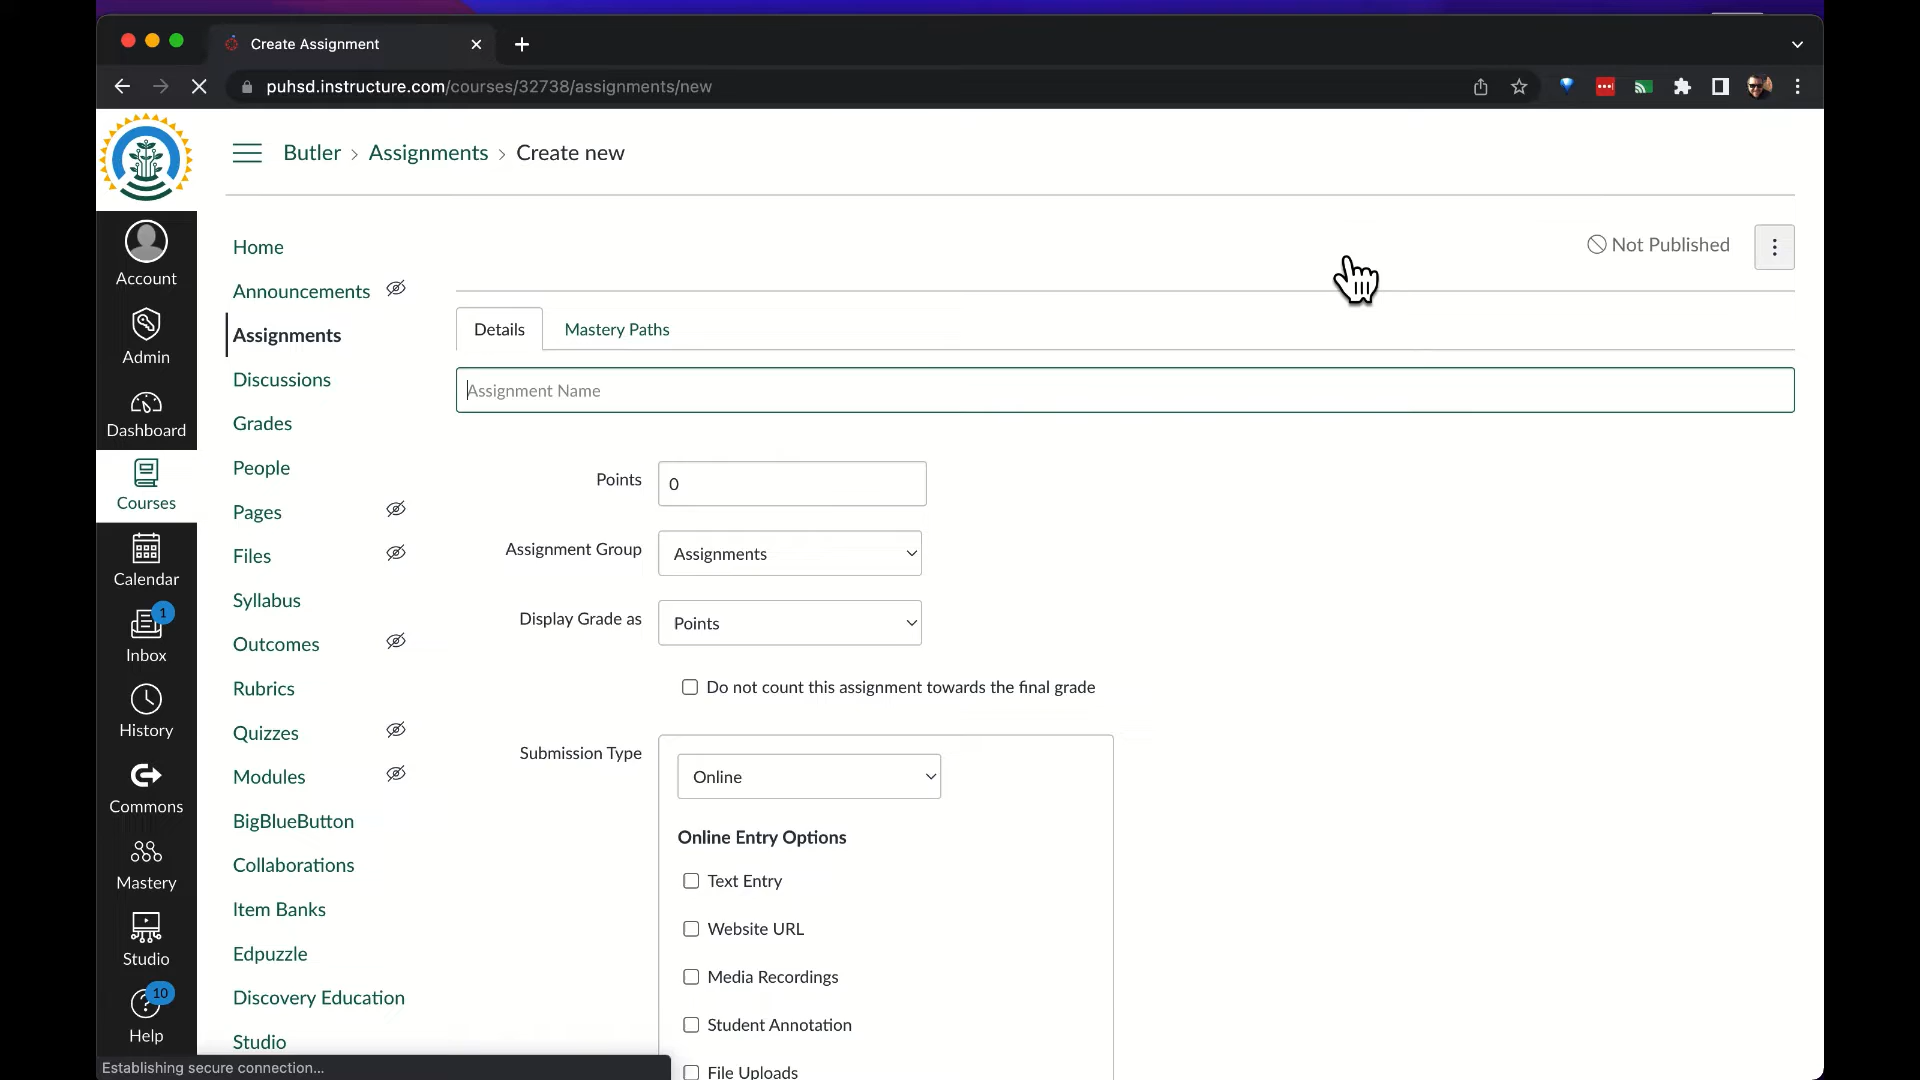 Create Assignment
puhsd.instructure.com/courses/32738/assignments/new
Butler > Assignments > Create new
Account
Admin
Dashboard
Courses
Calendar
1
Inbox
History
Commons
Mastery
Studio
10
Help
Home
Announcements
Assignments
Discussions
Grades
People
Pages
Files
Syllabus
Outcomes
Rubrics
Quizzes
Modules
BigBlueButton
Collaborations
Item Banks
Edpuzzle
Discovery Education
Studio
Not Published
Details Mastery Paths
Assignment Name
Points 0
Assignment Group Assignments
Display Grade as Points
Do not count this assignment towards the final grade
Submission Type Online
Online Entry Options
Text Entry
Website URL
Media Recordings
Student Annotation
File Uploads
Establishing secure connection...